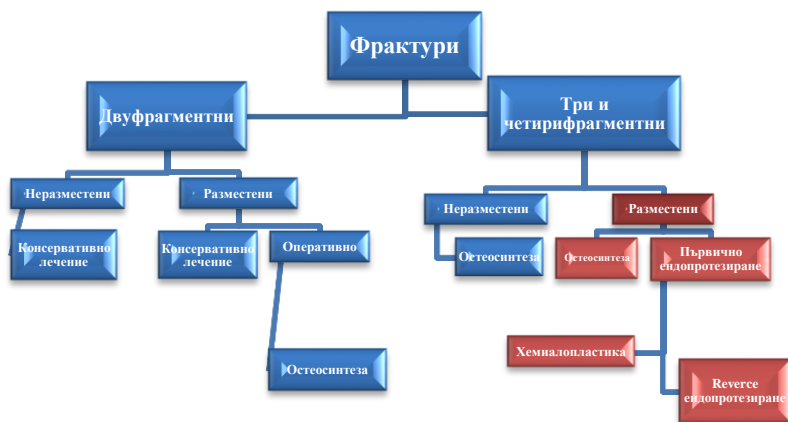 Фрактури
Двуфрагментни
Три и
четирифрагментни
Неразместени
Разместени
Неразместени
Разместени
Консервативно
лечение
Консервативно
лечение
Оперативно
Остеосинтеза
Остеосинтеза
Първично
ендопротезиране
Остеосинтеза
Хемиалопластика
Reverce
ендопротезиране